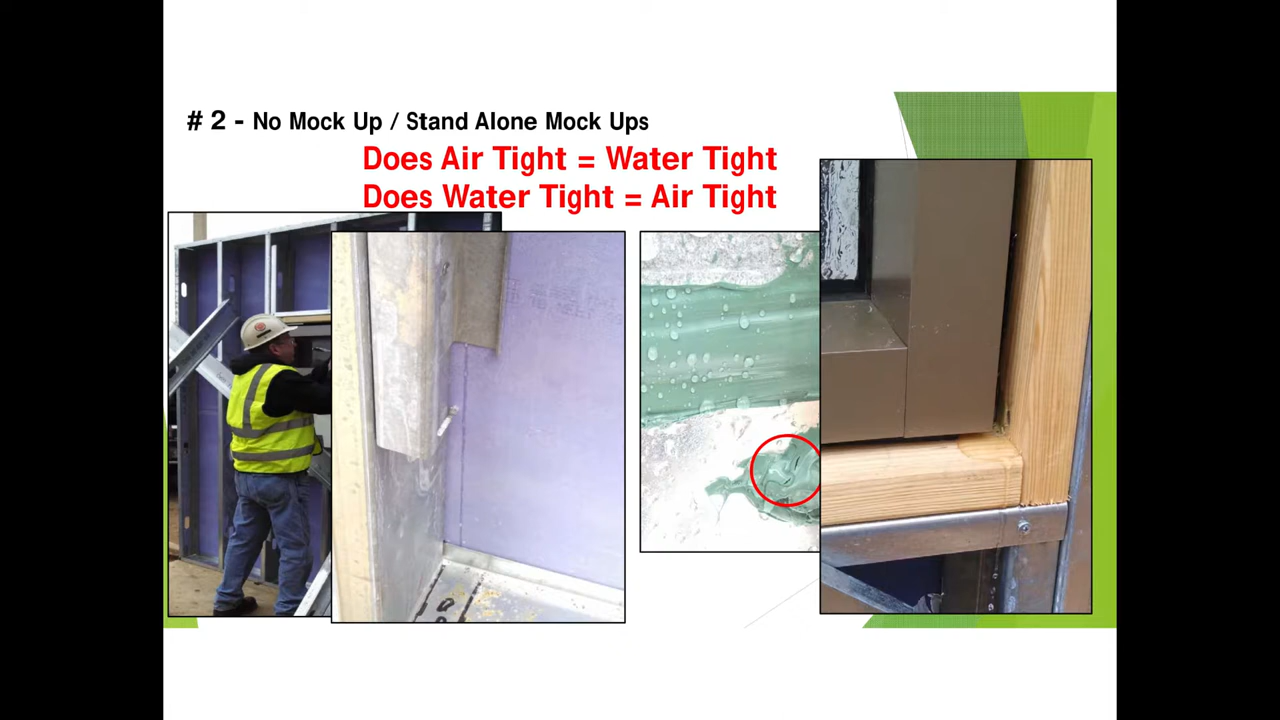 # 2 - No Mock Up / Stand Alone Mock Ups
Does Air Tight = Water Tight
Does Water Tight = Air Tight